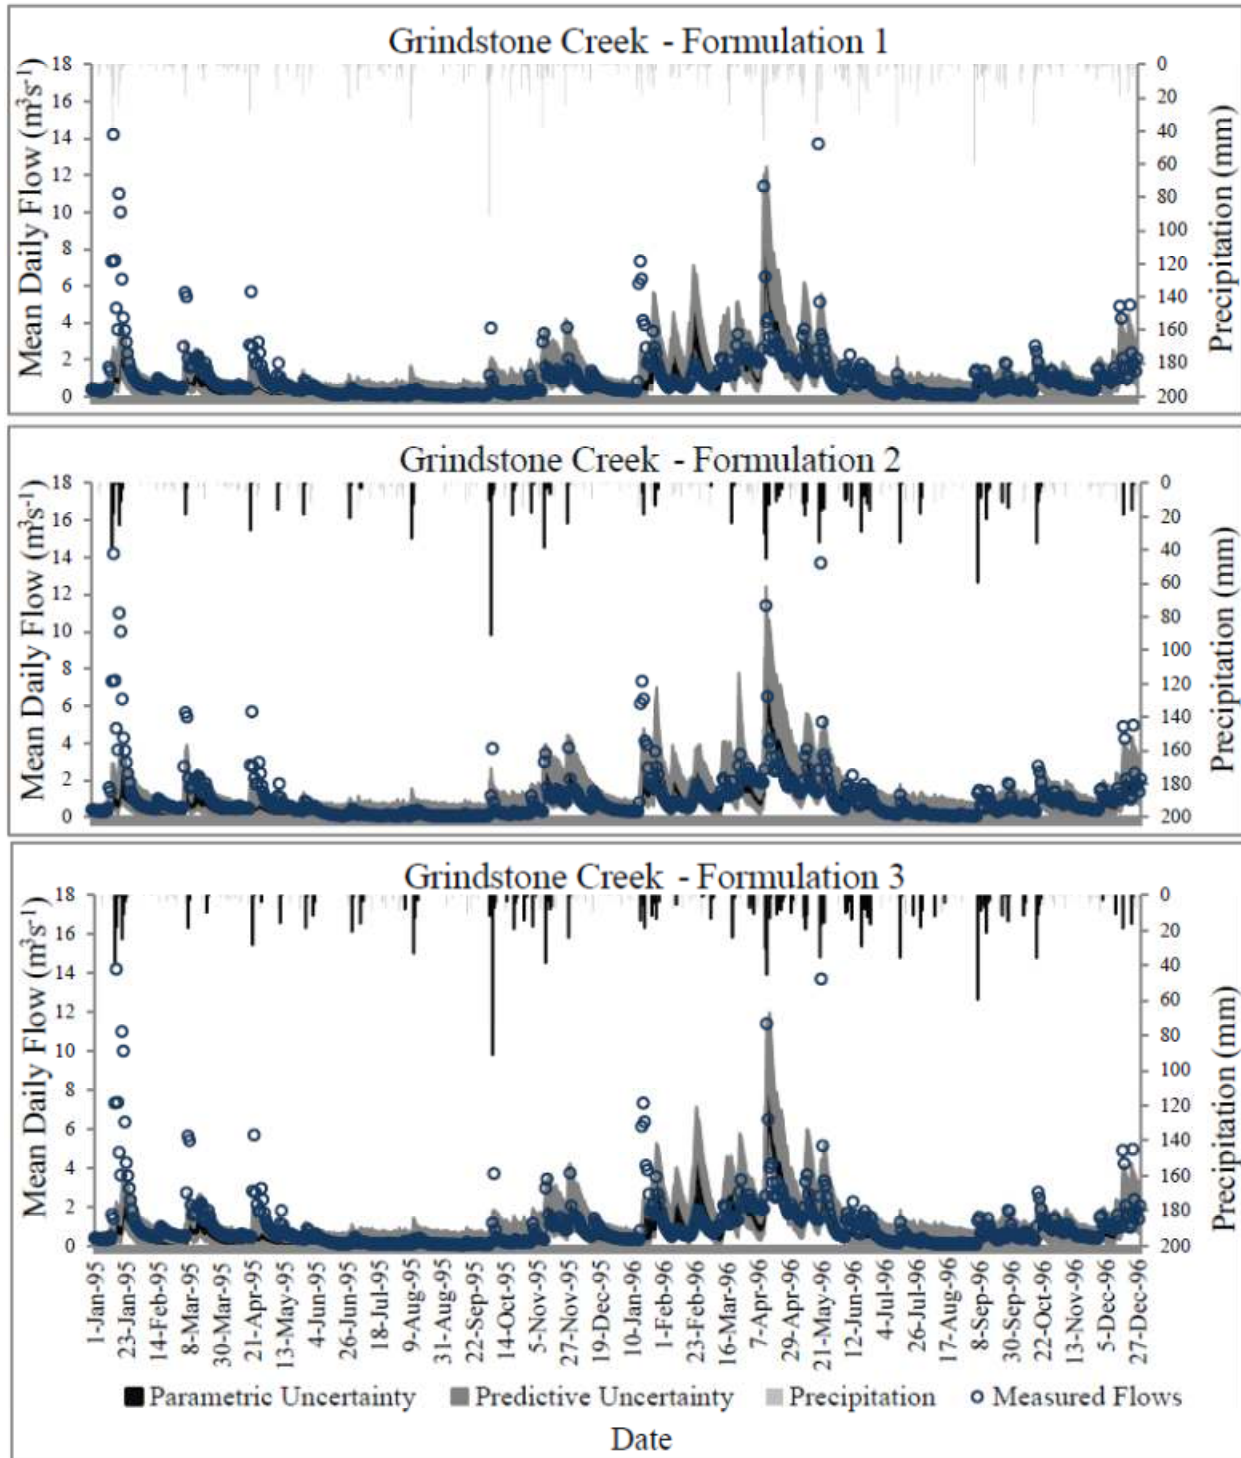 Grindstone Creek - Formulation 1
Mean Daily Flow (m³s⁻¹)
18
16
14
12
10
8
6
4
2
0
0
20
40
60
80
100
120
140
160
180
200
Precipitation (mm)
Grindstone Creek - Formulation 2
Mean Daily Flow (m³s⁻¹)
18
16
14
12
10
8
6
4
2
0
0
20
40
60
80
100
120
140
160
180
200
Precipitation (mm)
Grindstone Creek - Formulation 3
Mean Daily Flow (m³s⁻¹)
18
16
14
12
10
8
6
4
2
0
0
20
40
60
80
100
120
140
160
180
200
Precipitation (mm)
1-Jan-95
23-Jan-95
14-Feb-95
8-Mar-95
30-Mar-95
21-Apr-95
13-May-95
4-Jun-95
26-Jun-95
18-Jul-95
9-Aug-95
31-Aug-95
22-Sep-95
14-Oct-95
5-Nov-95
27-Nov-95
19-Dec-95
10-Jan-96
1-Feb-96
23-Feb-96
16-Mar-96
7-Apr-96
29-Apr-96
21-May-96
12-Jun-96
4-Jul-96
26-Jul-96
17-Aug-96
8-Sep-96
30-Sep-96
22-Oct-96
13-Nov-96
5-Dec-96
27-Dec-96
Parametric Uncertainty
Predictive Uncertainty
Precipitation
Measured Flows
Date